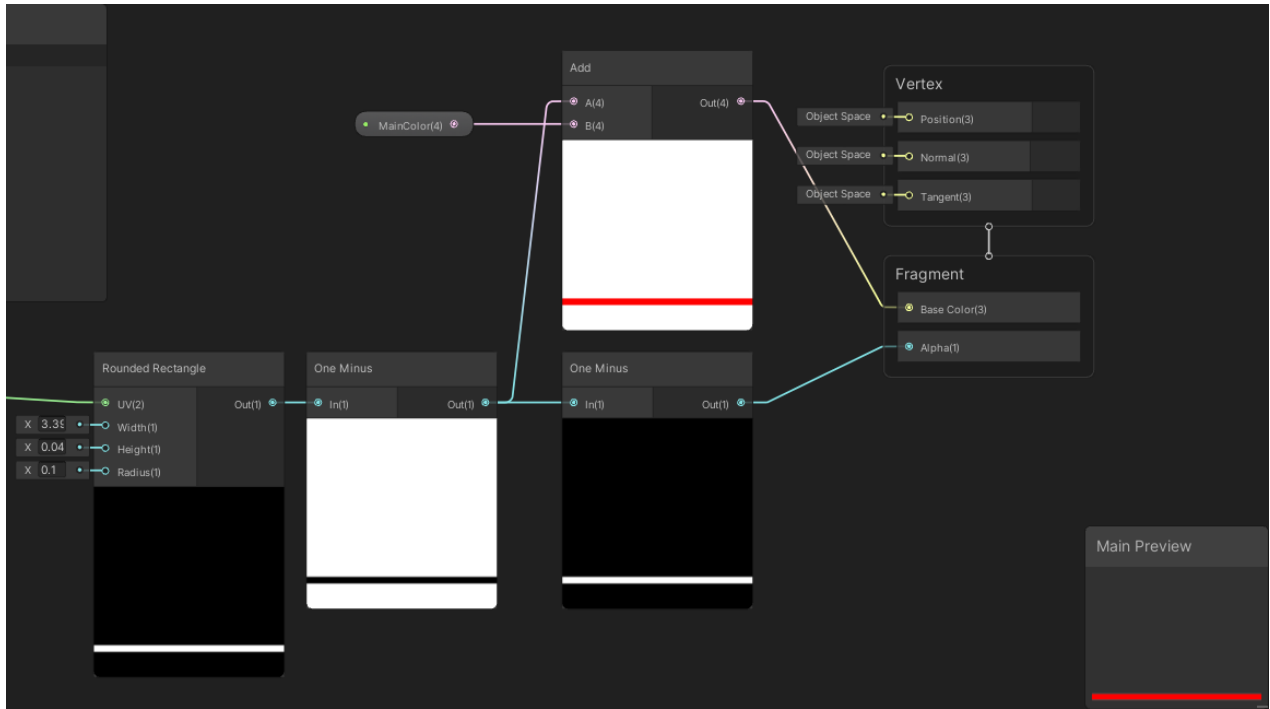 Add
A(4)
Out(4)
B(4)
MainColor(4)
Vertex
Object Space
Position(3)
Object Space
Normal(3)
Object Space
Tangent(3)
Fragment
Base Color(3)
Alpha(1)
Rounded Rectangle
UV(2)
Out(1)
X 3.39
Width(1)
X 0.04
Height(1)
X 0.1
Radius(1)
One Minus
In(1)
Out(1)
One Minus
In(1)
Out(1)
Main Preview